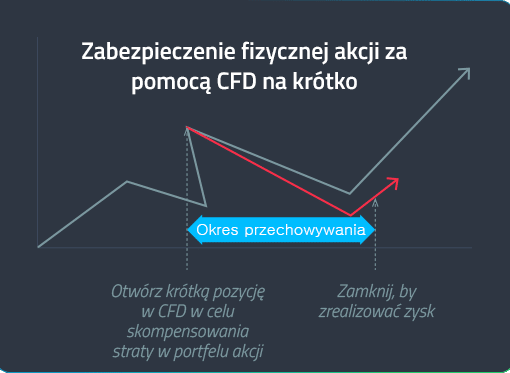 Zabezpieczenie fizycznej akcji za
pomocą CFD na krótko
Okres przechowywania
Otwórz krótką pozycję
w CFD w celu
skompensowania
straty w portfelu akcji
Zamknij, by
zrealizować zysk